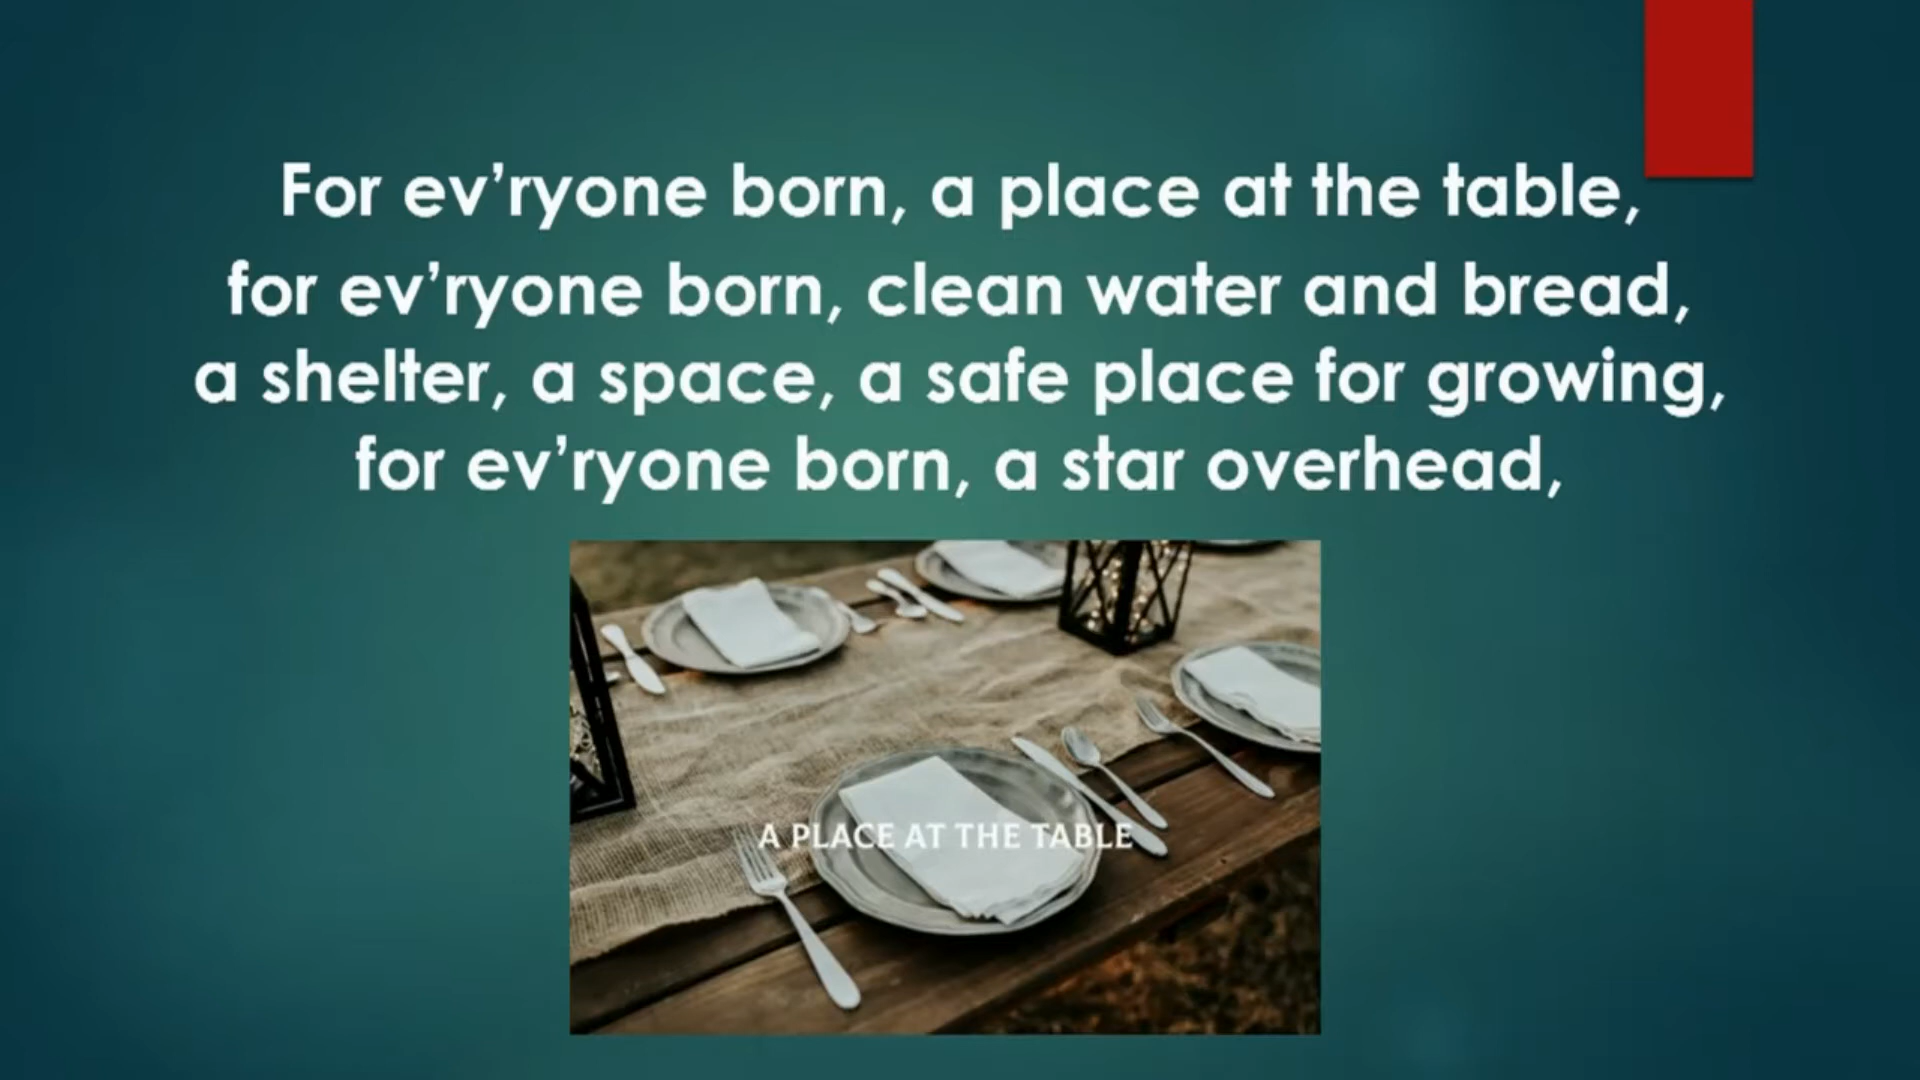 For ev’ryone born, a place at the table,
for ev’ryone born, clean water and bread,
a shelter, a space, a safe place for growing,
for ev’ryone born, a star overhead,
A PLACE AT THE TABLE